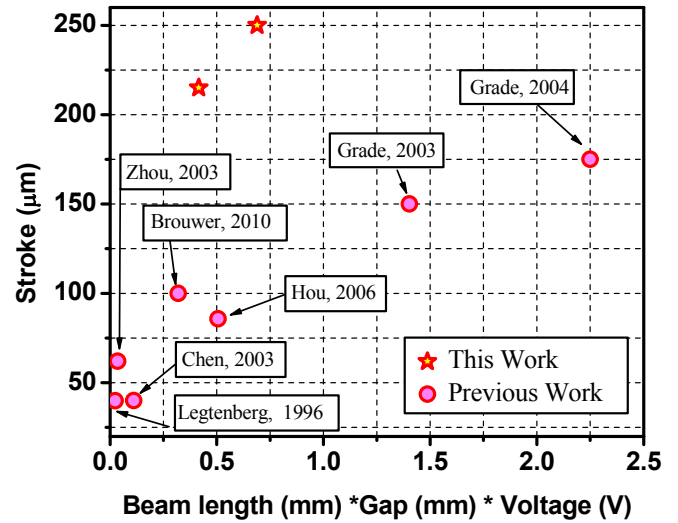 250
200
150
100
50
Stroke (μm)
Grade, 2004
Zhou, 2003
Grade, 2003
Brouwer, 2010
Hou, 2006
Chen, 2003
Legtenberg, 1996
This Work
Previous Work
0.0 0.5 1.0 1.5 2.0 2.5
Beam length (mm) *Gap (mm) * Voltage (V)